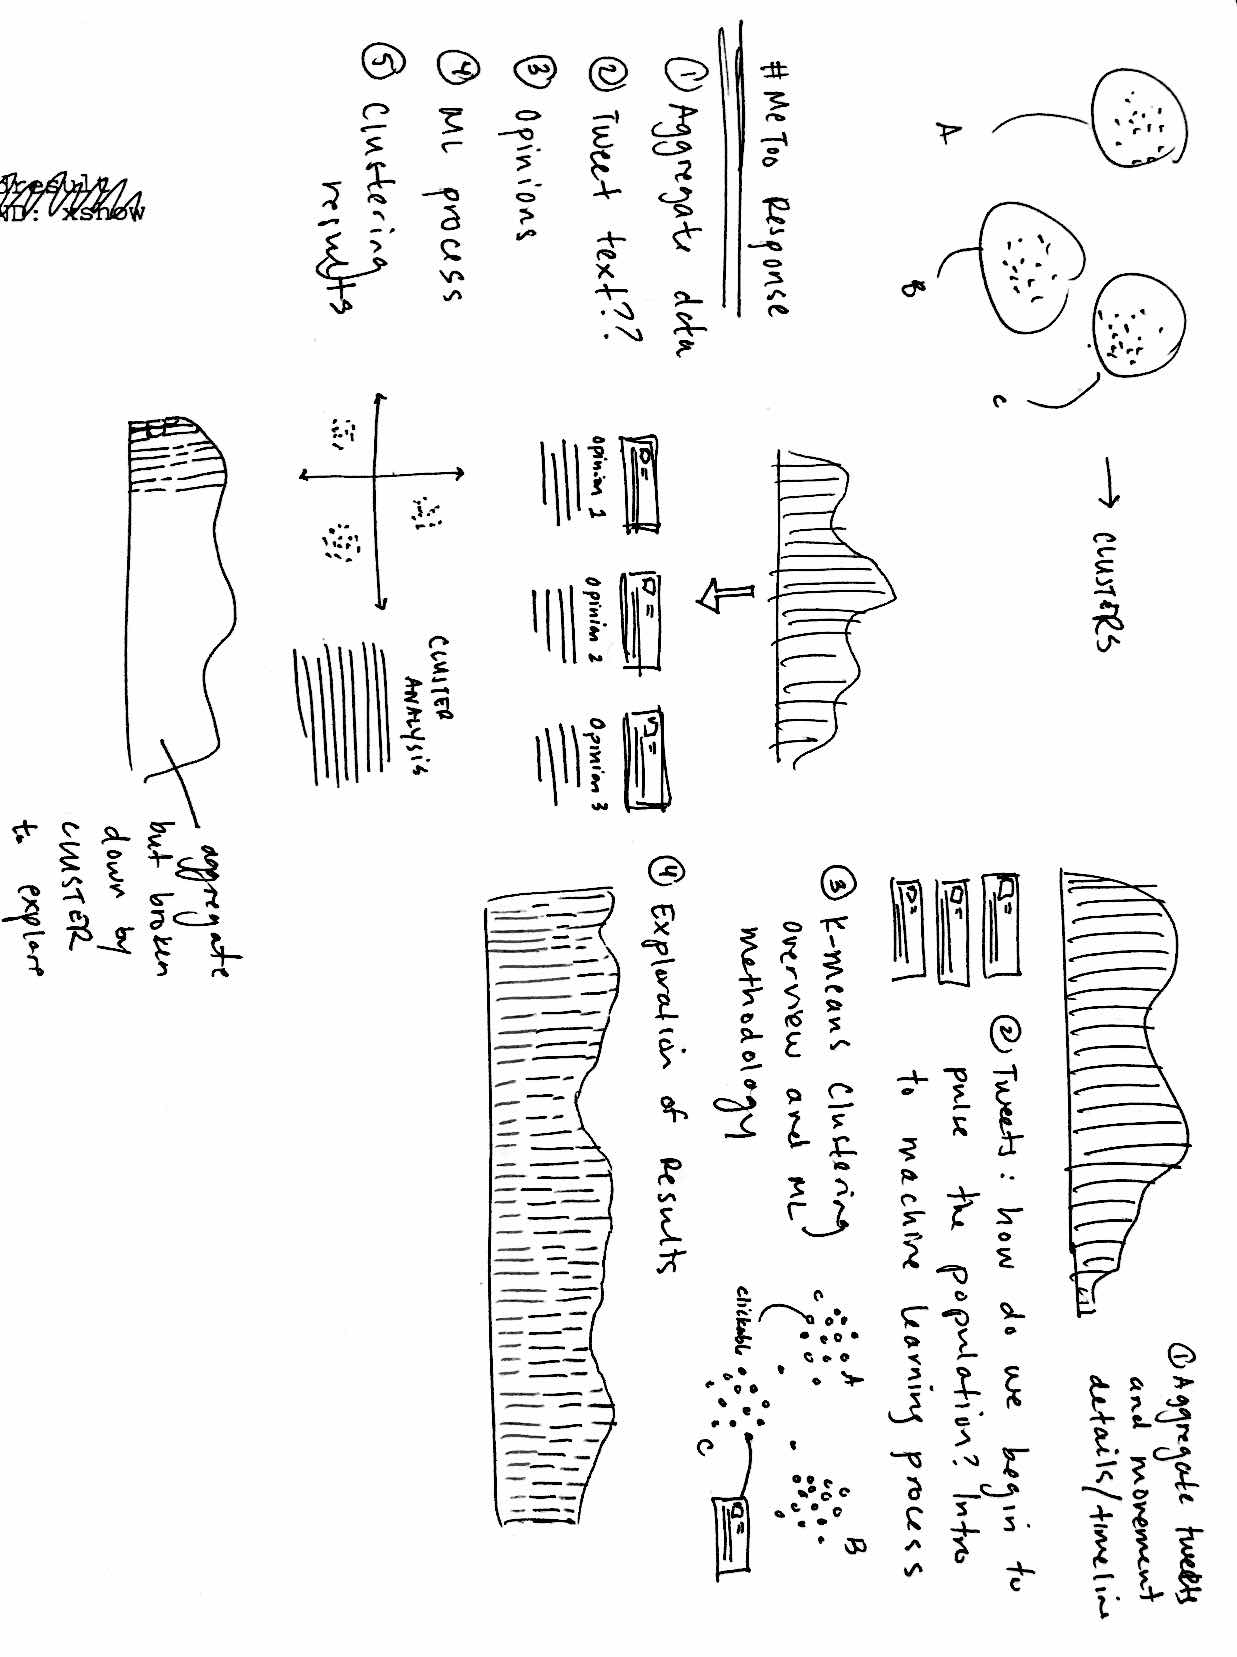 A
B
C
→ CLUSTERS
#MeToo Response
① Aggregate data
② Tweet text??
③ Opinions
④ ML process
⑤ Clustering
results
Opinion 1
Opinion 2
Opinion 3
CLUSTER
ANALYSIS
aggregate
but broken
down by
CLUSTER
to explore
① Aggregate tweets
and movement
details/timeline
② Tweets: how do we begin to
pulse the population? Intro
to machine learning process
③ K-means Clustering
overview and ML
methodology
c
A
B
C
clickable
④ Exploration of Results
xshow